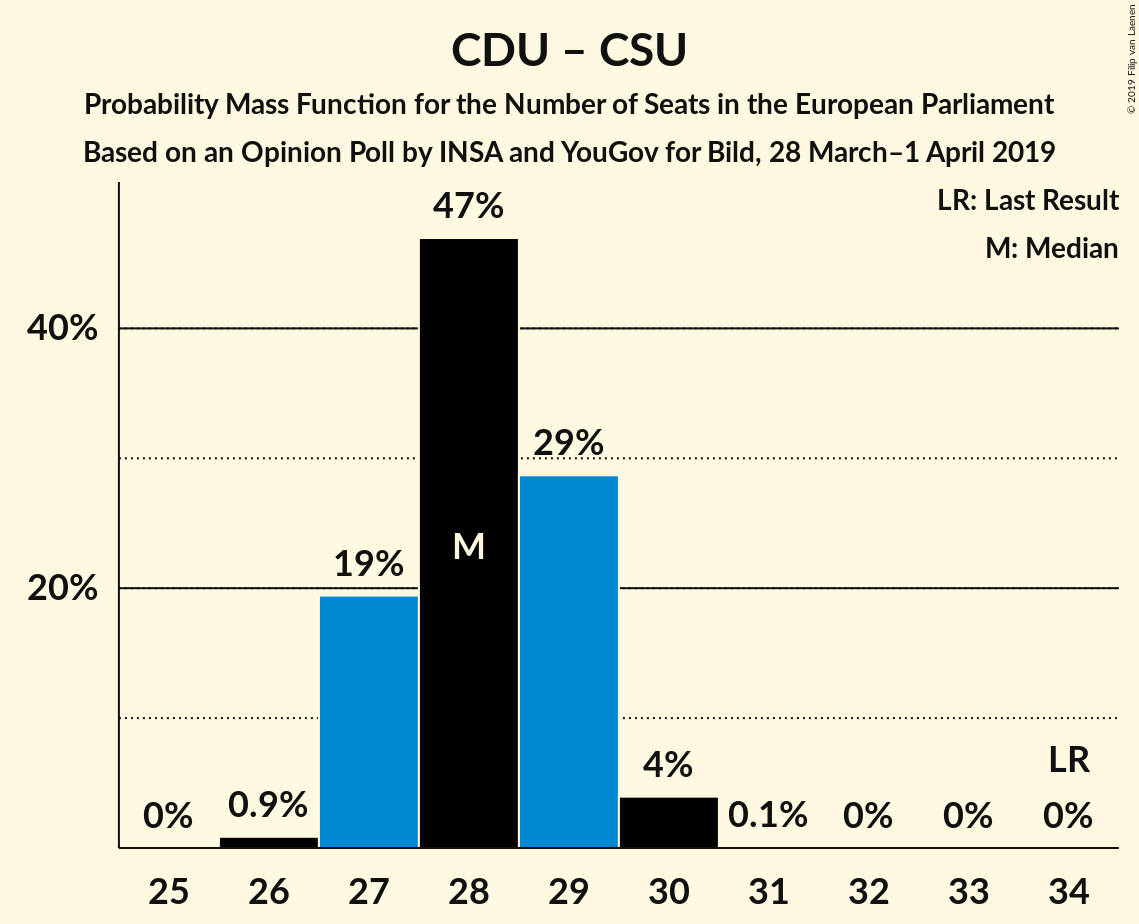 CDU – CSU
Probability Mass Function for the Number of Seats in the European Parliament
Based on an Opinion Poll by INSA and YouGov for Bild, 28 March–1 April 2019
© 2019 Filip van Laenen
LR: Last Result
M: Median
47%
40%
29%
M
19%
20%
LR
4%
0%
0.9%
0.1%
0%
0%
0%
25
26
27
28
29
30
31
32
33
34